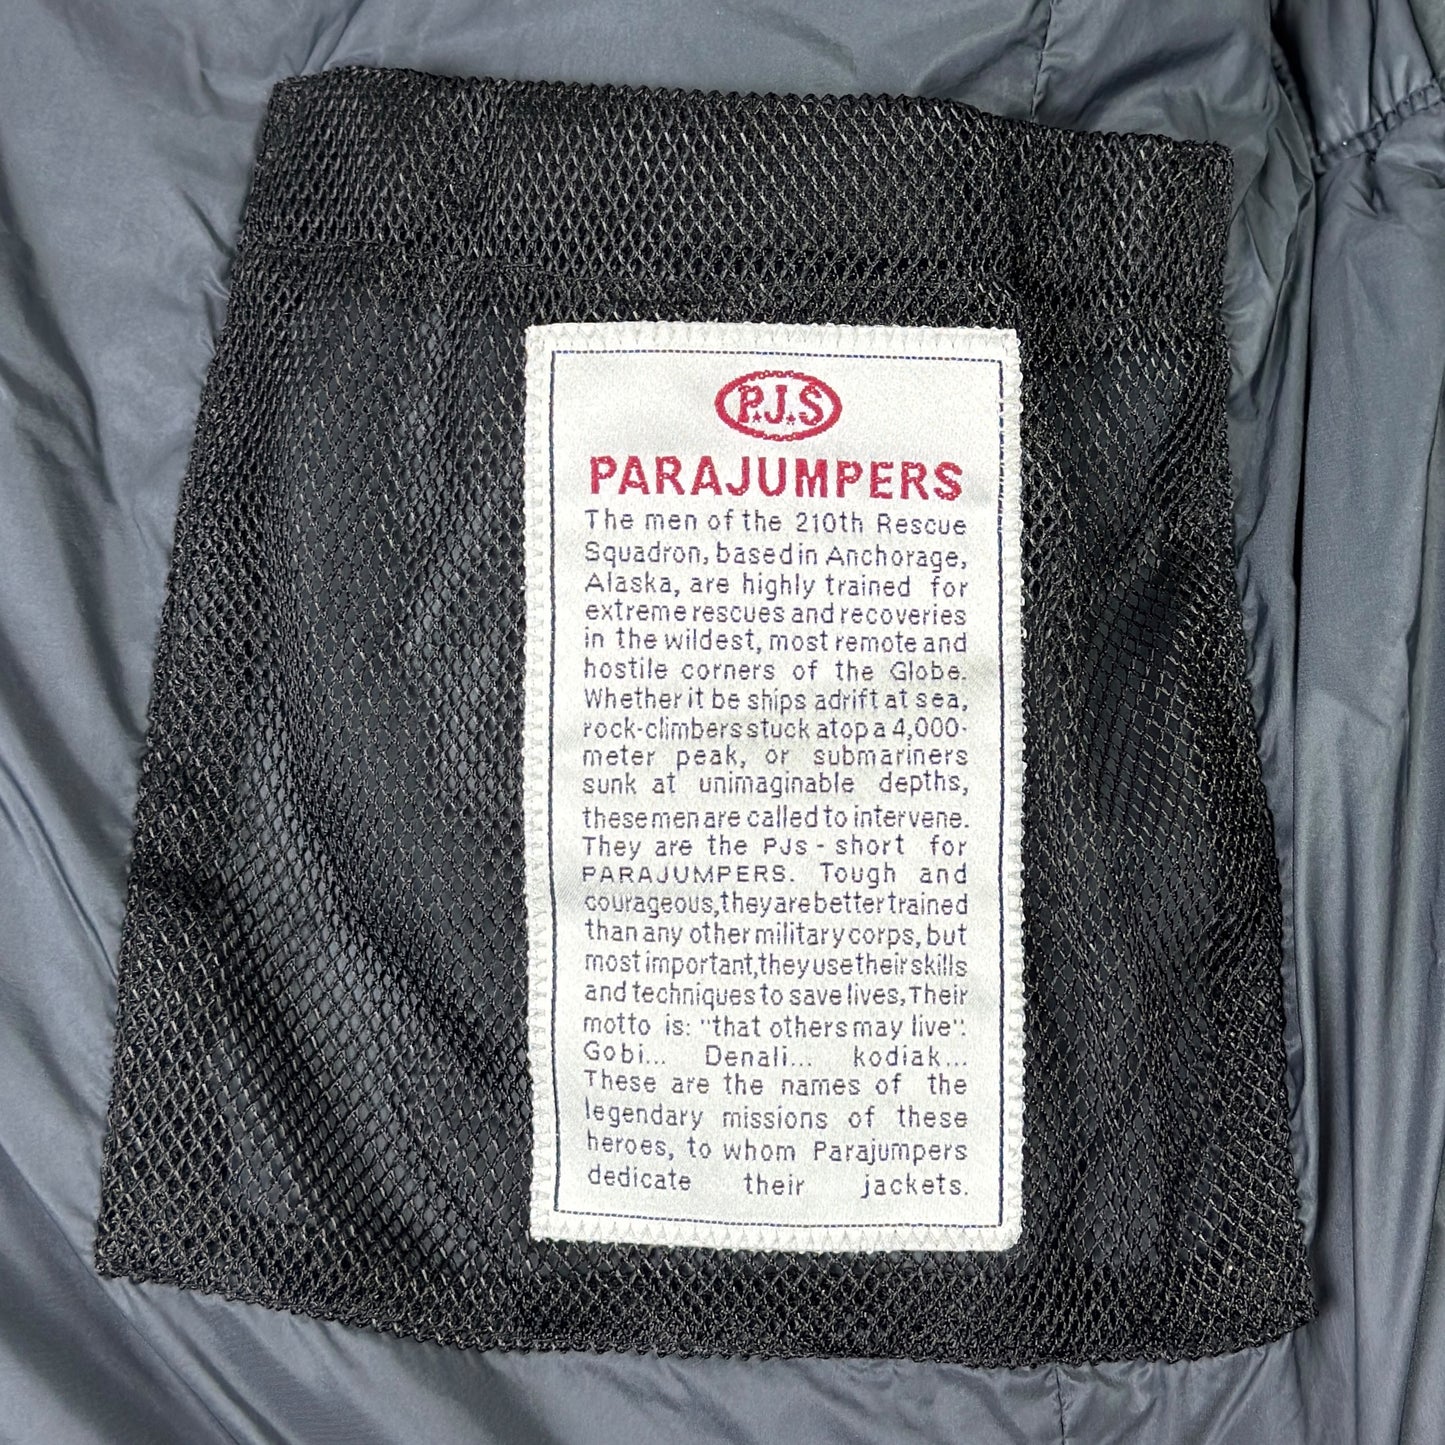 P.J.S
PARAJUMPERS
The men of the 210th Rescue
Squadron, based in Anchorage,
Alaska, are highly trained for
extreme rescues and recoveries
in the wildest, most remote and
hostile corners of the Globe.
Whether it be ships adrift at sea,
rock-climbers stuck atop a 4,000-
meter peak, or submariners
sunk at unimaginable depths,
these men are called to intervene.
They are the PJs - short for
PARAJUMPERS. Tough and
courageous, they are better trained
than any other military corps, but
most important, they use their skills
and techniques to save lives, Their
motto is: "that others may live":
Gobi... Denali... kodiak...
These are the names of the
legendary missions of these
heroes, to whom Parajumpers
dedicate their jackets.